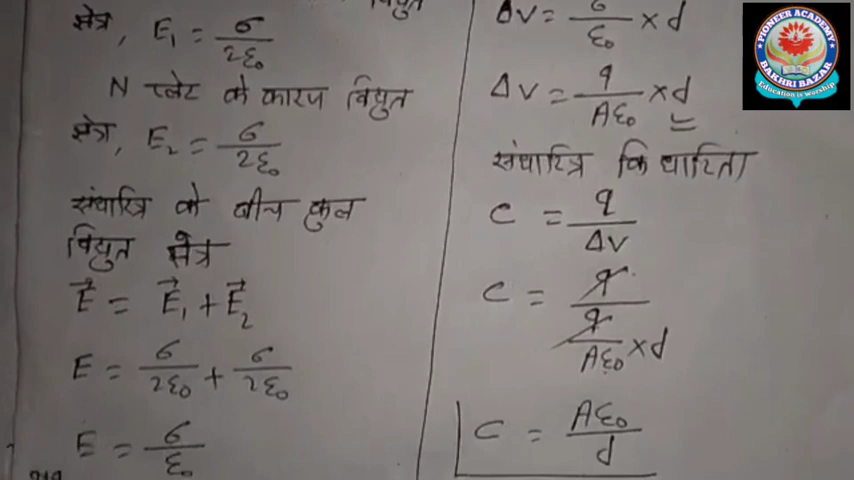 क्षेत्र, E₁ = σ/2ε₀
N प्लेट के कारण विद्युत
क्षेत्र, E₂ = σ/2ε₀
संधारित्र के बीच कुल
विद्युत क्षेत्र
E⃗ = E⃗₁ + E⃗₂
E = σ/2ε₀ + σ/2ε₀
E = σ/ε₀
विद्युत
ΔV = σ/ε₀ × d
ΔV = q/Aε₀ × d
संधारित्र कि धारिता
C = q/ΔV
C = q/(q/Aε₀ × d)
C = Aε₀/d
PIONEER ACADEMY
BAKHRI BAZAR
Education is worship